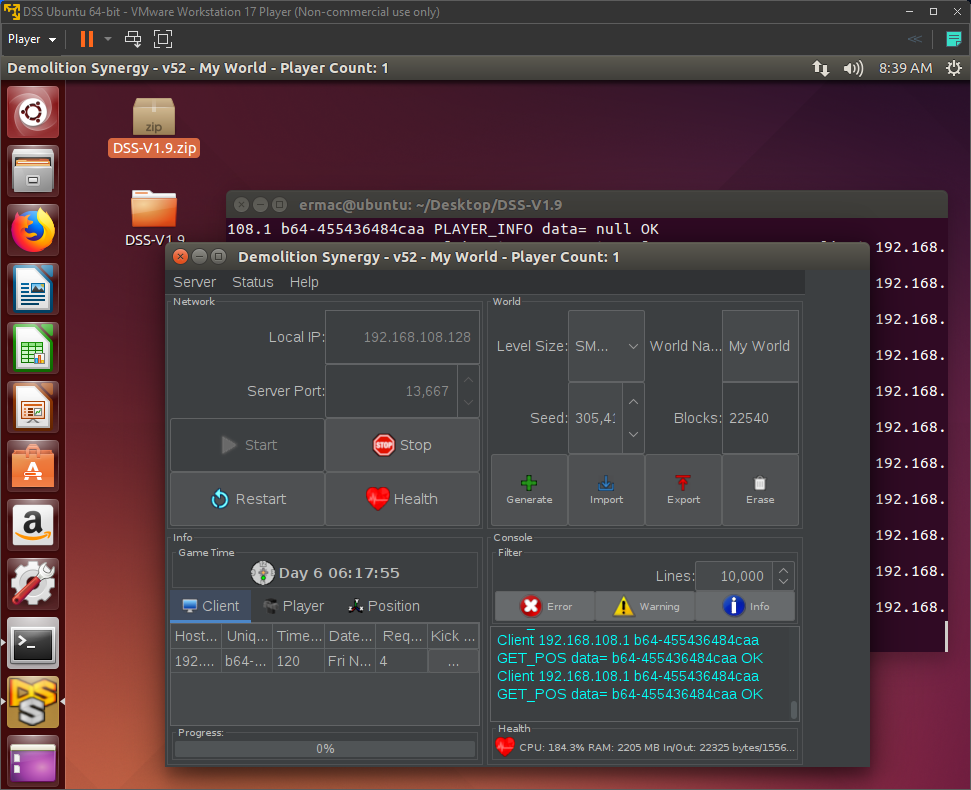 DSS Ubuntu 64-bit - VMware Workstation 17 Player (Non-commercial use only)
Player
Demolition Synergy - v52 - My World - Player Count: 1
8:39 AM
zip
DSS-V1.9.zip
DSS-V1.9
ermac@ubuntu: ~/Desktop/DSS-V1.9
108.1 b64-455436484caa PLAYER_INFO data= null OK
192.168.
192.168.
192.168.
192.168.
192.168.
192.168.
192.168.
192.168.
192.168.
192.168.
192.168.
Demolition Synergy - v52 - My World - Player Count: 1
Server Status Help
Network
Local IP: 192.168.108.128
Server Port: 13,667
Start Stop
Restart Health
World
Level Size: SM... World Na... My World
Seed: 305,41 Blocks: 22540
Generate Import Export Erase
Info
Game Time
Day 6 06:17:55
Client Player Position
Host... Uniq... Time... Date... Req... Kick ...
192.... b64-... 120 Fri N... 4 ...
Progress:
0%
Console
Filter
Lines: 10,000
Error Warning Info
Client 192.168.108.1 b64-455436484caa
GET_POS data= b64-455436484caa OK
Client 192.168.108.1 b64-455436484caa
GET_POS data= b64-455436484caa OK
Health
CPU: 184.3% RAM: 2205 MB In/Out: 22325 bytes/1556...
a
DSS